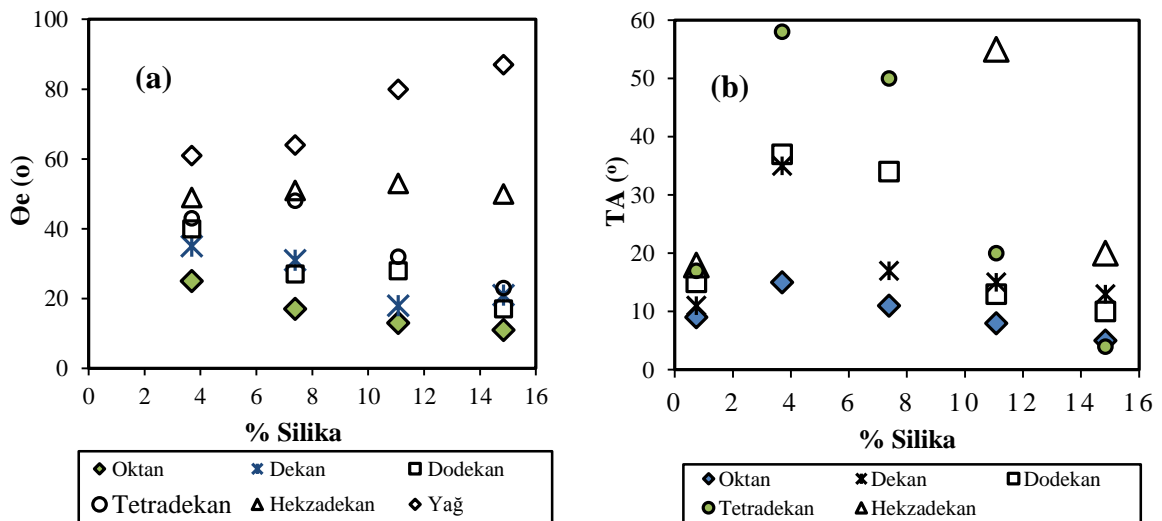 (a)
Θe (o)
100
80
60
40
20
0
0 2 4 6 8 10 12 14 16
% Silika
Oktan Dekan Dodekan
Tetradekan Hekzadekan Yağ
(b)
TA (º)
60
50
40
30
20
10
0
0 2 4 6 8 10 12 14 16
% Silika
Oktan Dekan Dodekan
Tetradekan Hekzadekan